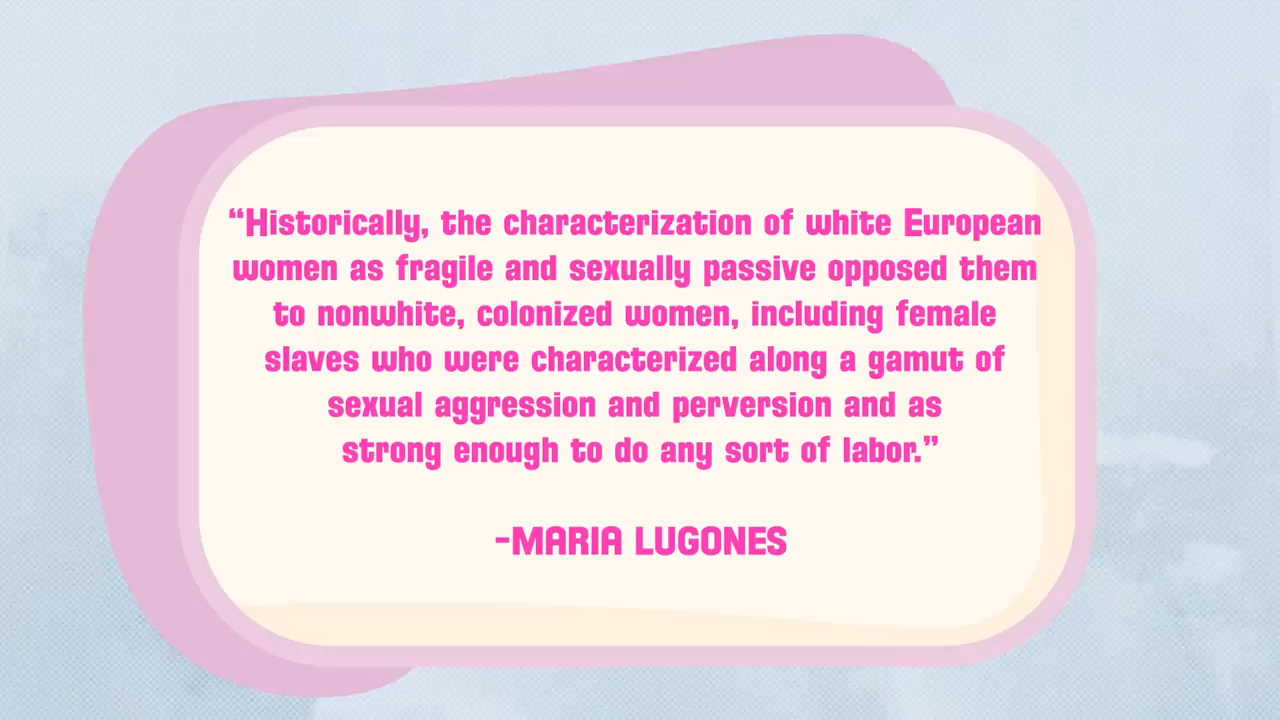 “Historically, the characterization of white European
women as fragile and sexually passive opposed them
to nonwhite, colonized women, including female
slaves who were characterized along a gamut of
sexual aggression and perversion and as
strong enough to do any sort of labor.”
-MARIA LUGONES